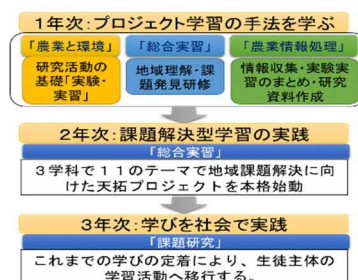 1年次:プロジェクト学習の手法を学ぶ
「農業と環境」
研究活動の
基礎「実験・
実習」
「総合実習」
地域理解・課
題発見研修
「農業情報処理」
情報収集・実験実
習のまとめ・研究
資料作成
2年次:課題解決型学習の実践
「総合実習」
3学科で11のテーマで地域課題解決に向
けた天拓プロジェクトを本格始動
3年次:学びを社会で実践
「課題研究」
これまでの学びの定着により、生徒主体の
学習活動へ移行する。